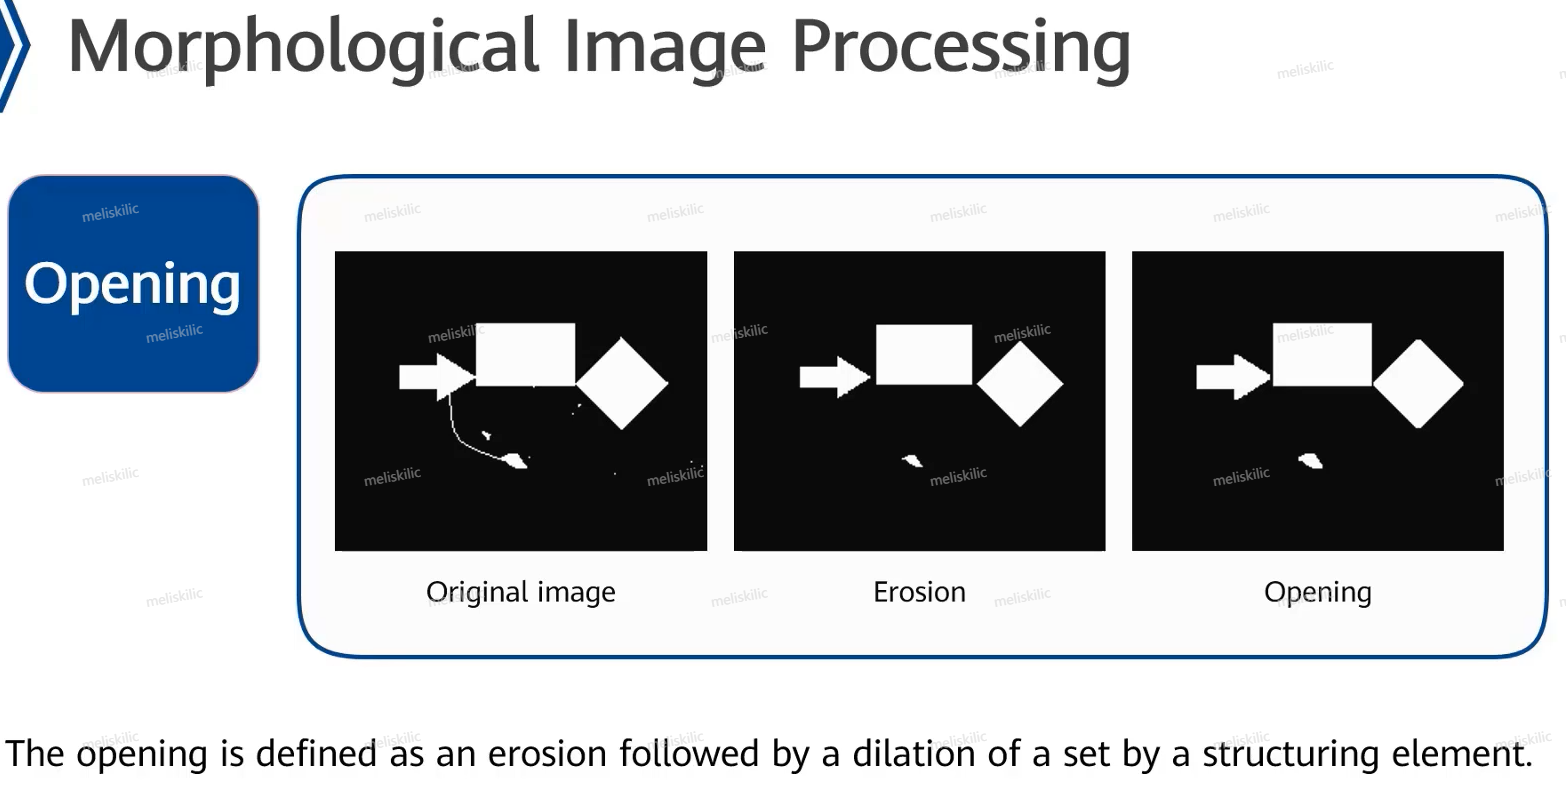 Morphological Image Processing
Opening
Original image
Erosion
Opening
The opening is defined as an erosion followed by a dilation of a set by a structuring element.
meliskilic